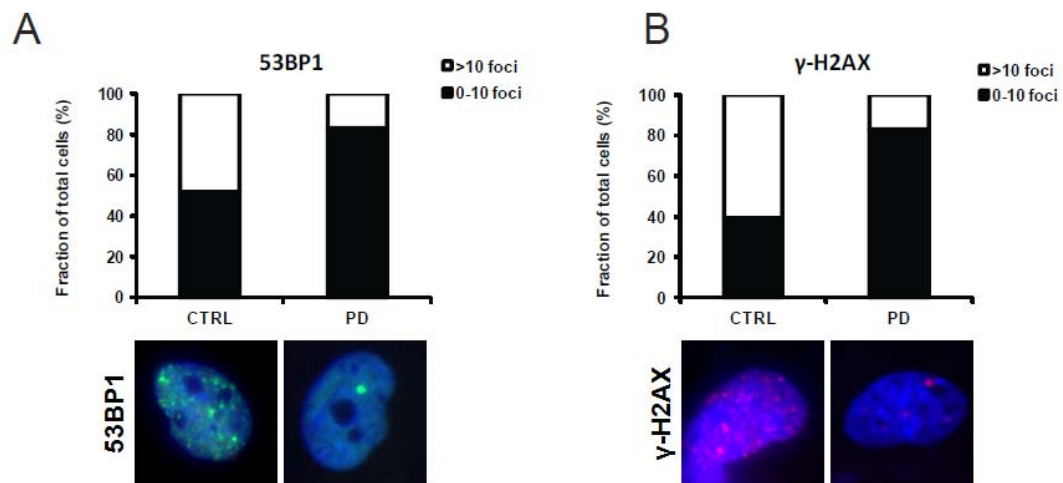 A
53BP1
>10 foci
0-10 foci
Fraction of total cells (%)
100
80
60
40
20
0
CTRL
PD
53BP1
B
γ-H2AX
>10 foci
0-10 foci
Fraction of total cells (%)
100
80
60
40
20
0
CTRL
PD
γ-H2AX